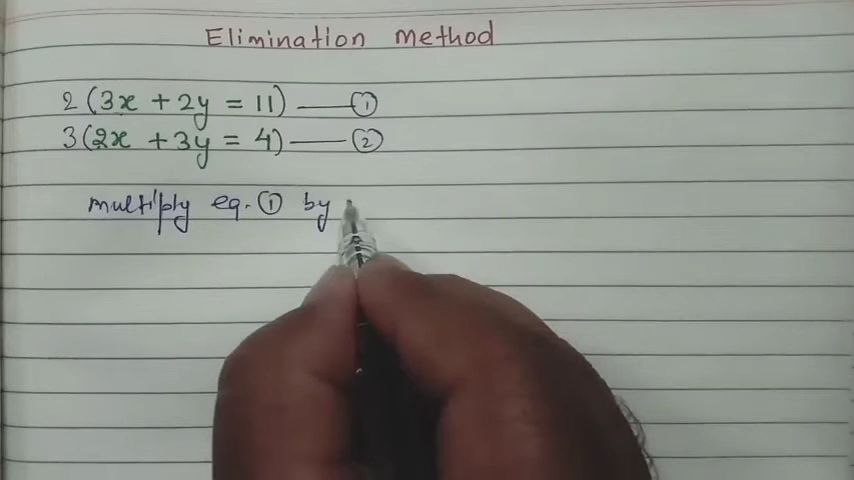 Elimination method
2(3x + 2y = 11) —— ①
3(2x + 3y = 4) —— ②
multiply eq. ① by